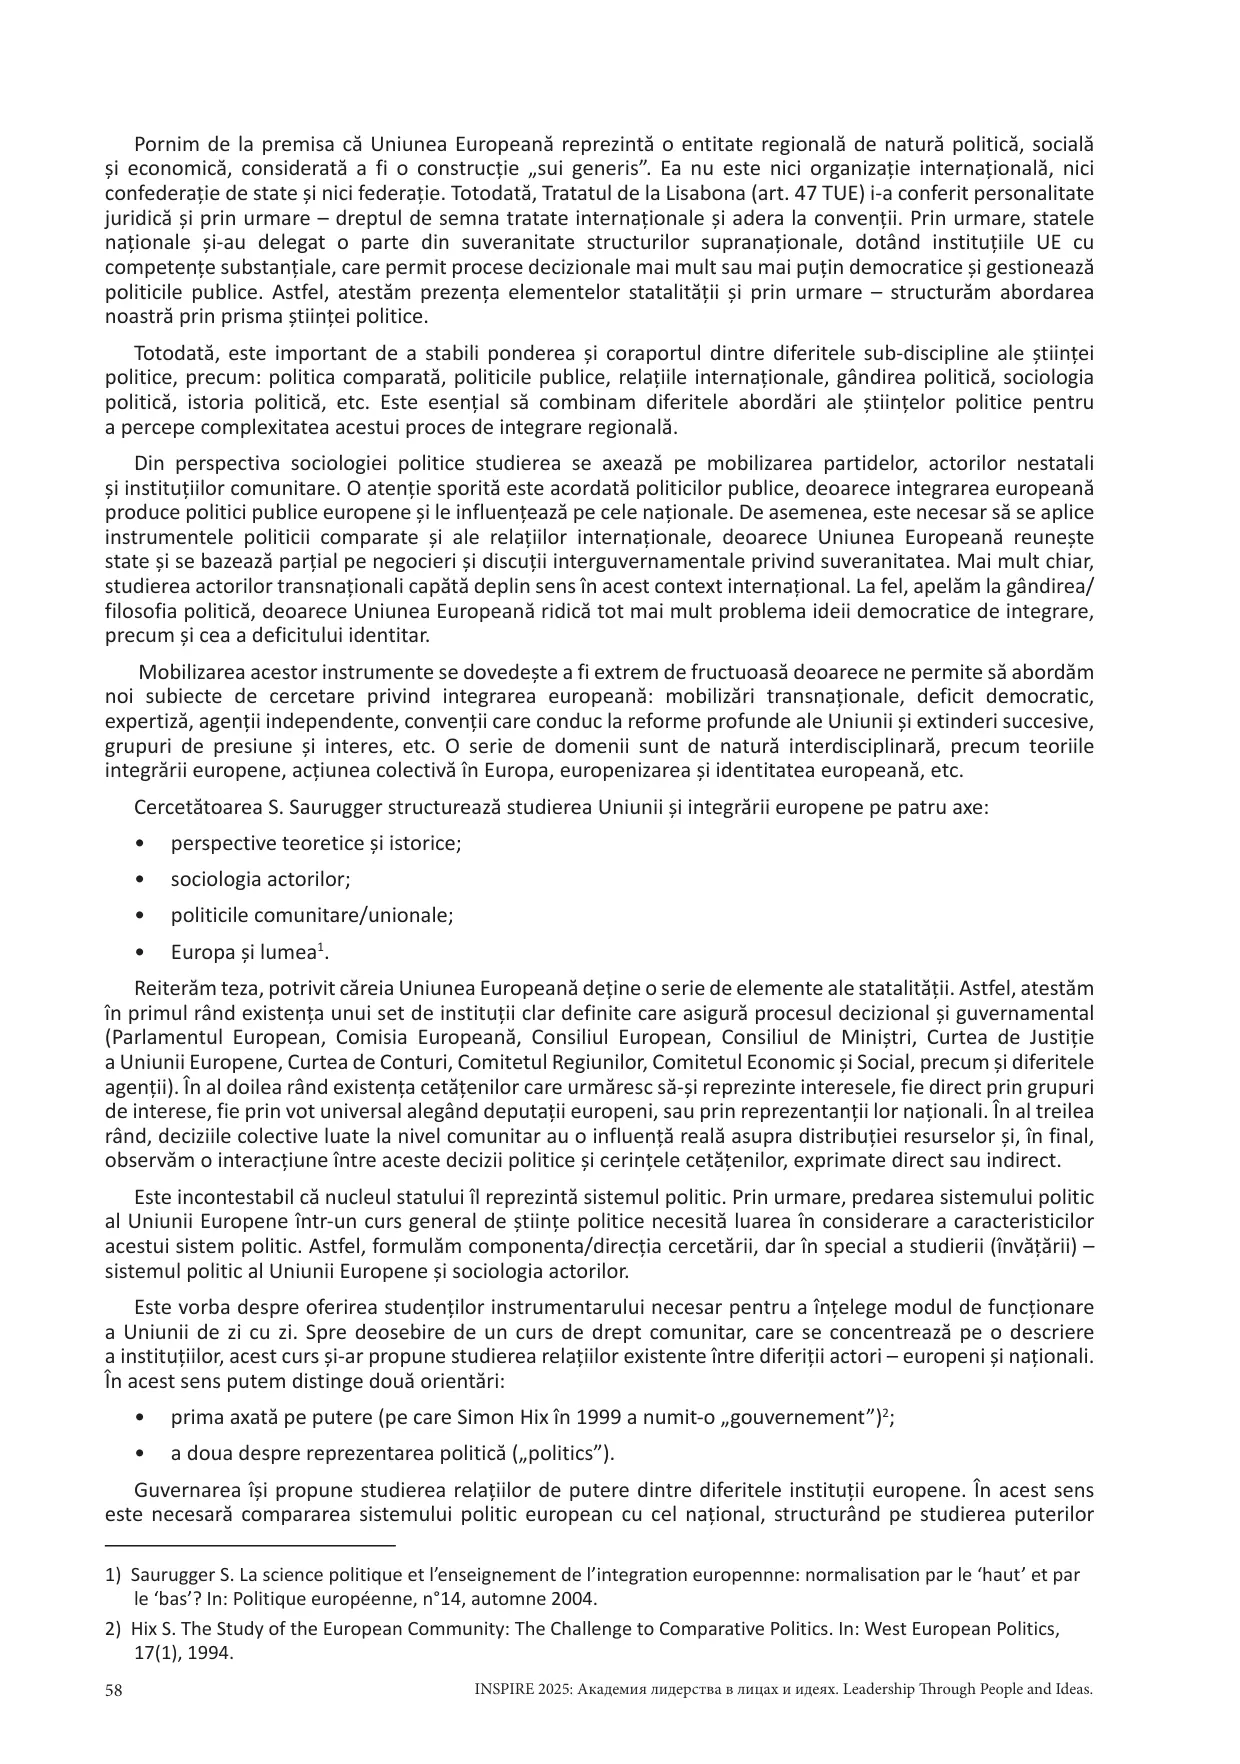 Pornim de la premisa că Uniunea Europeană reprezintă o entitate regională de natură politică, socială
și economică, considerată a fi o construcție „sui generis”. Ea nu este nici organizație internațională, nici
confederație de state și nici federație. Totodată, Tratatul de la Lisabona (art. 47 TUE) i-a conferit personalitate
juridică și prin urmare – dreptul de semna tratate internaționale și adera la convenții. Prin urmare, statele
naționale și-au delegat o parte din suveranitate structurilor supranaționale, dotând instituțiile UE cu
competențe substanțiale, care permit procese decizionale mai mult sau mai puțin democratice și gestionează
politicile publice. Astfel, atestăm prezența elementelor statalității și prin urmare – structurăm abordarea
noastră prin prisma științei politice.
Totodată, este important de a stabili ponderea și coraportul dintre diferitele sub-discipline ale științei
politice, precum: politica comparată, politicile publice, relațiile internaționale, gândirea politică, sociologia
politică, istoria politică, etc. Este esențial să combinam diferitele abordări ale științelor politice pentru
a percepe complexitatea acestui proces de integrare regională.
Din perspectiva sociologiei politice studierea se axează pe mobilizarea partidelor, actorilor nestatali
și instituțiilor comunitare. O atenție sporită este acordată politicilor publice, deoarece integrarea europeană
produce politici publice europene și le influențează pe cele naționale. De asemenea, este necesar să se aplice
instrumentele politicii comparate și ale relațiilor internaționale, deoarece Uniunea Europeană reunește
state și se bazează parțial pe negocieri și discuții interguvernamentale privind suveranitatea. Mai mult chiar,
studierea actorilor transnaționali capătă deplin sens în acest context internațional. La fel, apelăm la gândirea/
filosofia politică, deoarece Uniunea Europeană ridică tot mai mult problema ideii democratice de integrare,
precum și cea a deficitului identitar.
Mobilizarea acestor instrumente se dovedește a fi extrem de fructuoasă deoarece ne permite să abordăm
noi subiecte de cercetare privind integrarea europeană: mobilizări transnaționale, deficit democratic,
expertiză, agenții independente, convenții care conduc la reforme profunde ale Uniunii și extinderi succesive,
grupuri de presiune și interes, etc. O serie de domenii sunt de natură interdisciplinară, precum teoriile
integrării europene, acțiunea colectivă în Europa, europenizarea și identitatea europeană, etc.
Cercetătoarea S. Saurugger structurează studierea Uniunii și integrării europene pe patru axe:
• perspective teoretice și istorice;
• sociologia actorilor;
• politicile comunitare/unionale;
• Europa și lumea1.
Reiterăm teza, potrivit căreia Uniunea Europeană deține o serie de elemente ale statalității. Astfel, atestăm
în primul rând existența unui set de instituții clar definite care asigură procesul decizional și guvernamental
(Parlamentul European, Comisia Europeană, Consiliul European, Consiliul de Miniștri, Curtea de Justiție
a Uniunii Europene, Curtea de Conturi, Comitetul Regiunilor, Comitetul Economic și Social, precum și diferitele
agenții). În al doilea rând existența cetățenilor care urmăresc să-și reprezinte interesele, fie direct prin grupuri
de interese, fie prin vot universal alegând deputații europeni, sau prin reprezentanții lor naționali. În al treilea
rând, deciziile colective luate la nivel comunitar au o influență reală asupra distribuției resurselor și, în final,
observăm o interacțiune între aceste decizii politice și cerințele cetățenilor, exprimate direct sau indirect.
Este incontestabil că nucleul statului îl reprezintă sistemul politic. Prin urmare, predarea sistemului politic
al Uniunii Europene într-un curs general de științe politice necesită luarea în considerare a caracteristicilor
acestui sistem politic. Astfel, formulăm componenta/direcția cercetării, dar în special a studierii (învățării) –
sistemul politic al Uniunii Europene și sociologia actorilor.
Este vorba despre oferirea studenților instrumentarului necesar pentru a înțelege modul de funcționare
a Uniunii de zi cu zi. Spre deosebire de un curs de drept comunitar, care se concentrează pe o descriere
a instituțiilor, acest curs și-ar propune studierea relațiilor existente între diferiții actori – europeni și naționali.
În acest sens putem distinge două orientări:
• prima axată pe putere (pe care Simon Hix în 1999 a numit-o „gouvernement”)2;
• a doua despre reprezentarea politică („politics”).
Guvernarea își propune studierea relațiilor de putere dintre diferitele instituții europene. În acest sens
este necesară compararea sistemului politic european cu cel național, structurând pe studierea puterilor
1) Saurugger S. La science politique et l’enseignement de l’integration europennne: normalisation par le ‘haut’ et par
le ‘bas’? In: Politique européenne, n°14, automne 2004.
2) Hix S. The Study of the European Community: The Challenge to Comparative Politics. In: West European Politics,
17(1), 1994.
58 INSPIRE 2025: Академия лидерства в лицах и идеях. Leadership Through People and Ideas.